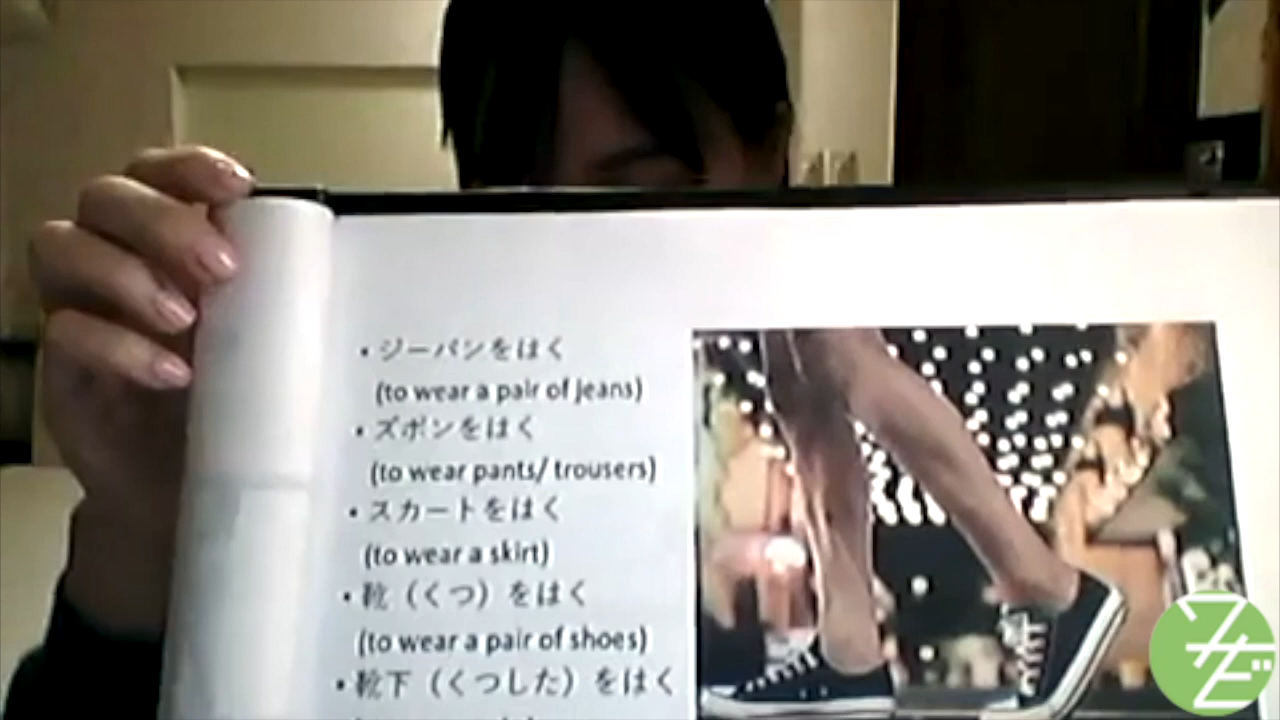 • ジーパンをはく
(to wear a pair of jeans)
• ズボンをはく
(to wear pants/ trousers)
• スカートをはく
(to wear a skirt)
• 靴（くつ）をはく
(to wear a pair of shoes)
• 靴下（くつした）をはく